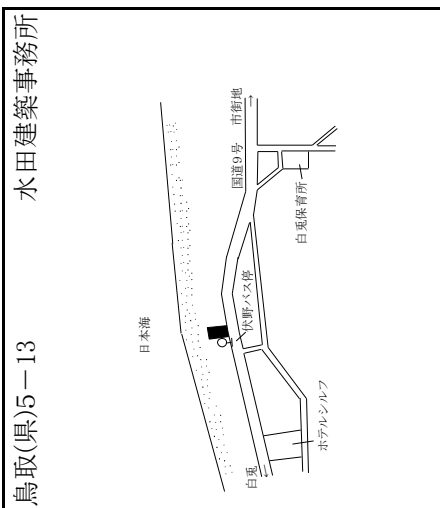 鳥取(県)5-13
水田建築事務所
日本海
国道9号
市街地
→
伏野バス停
白兎保育所
白兎
←
ホテルシルフ